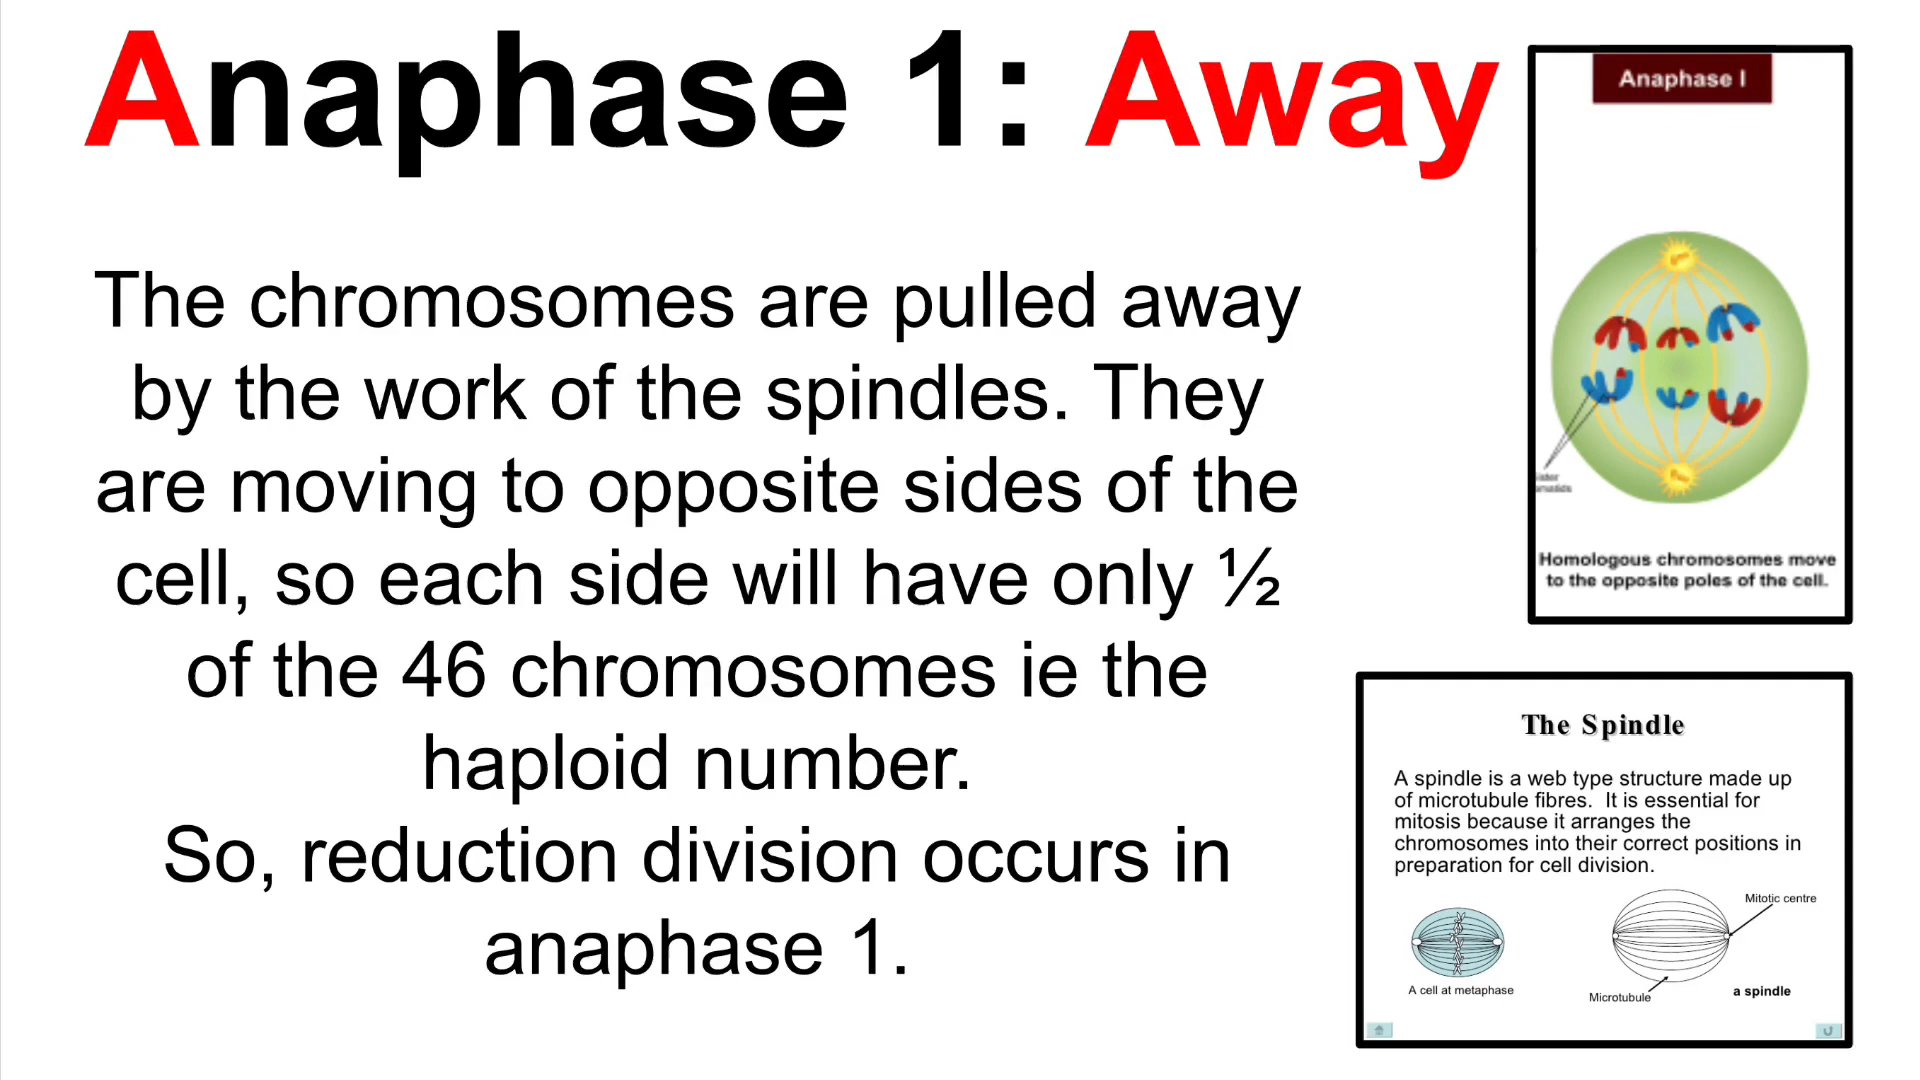 Anaphase 1: Away
The chromosomes are pulled away
by the work of the spindles. They
are moving to opposite sides of the
cell, so each side will have only ½
of the 46 chromosomes ie the
haploid number.
So, reduction division occurs in
anaphase 1.
Anaphase I
Homologous chromosomes move
to the opposite poles of the cell.
The Spindle
A spindle is a web type structure made up
of microtubule fibres. It is essential for
mitosis because it arranges the
chromosomes into their correct positions in
preparation for cell division.
Mitotic centre
A cell at metaphase
Microtubule
a spindle